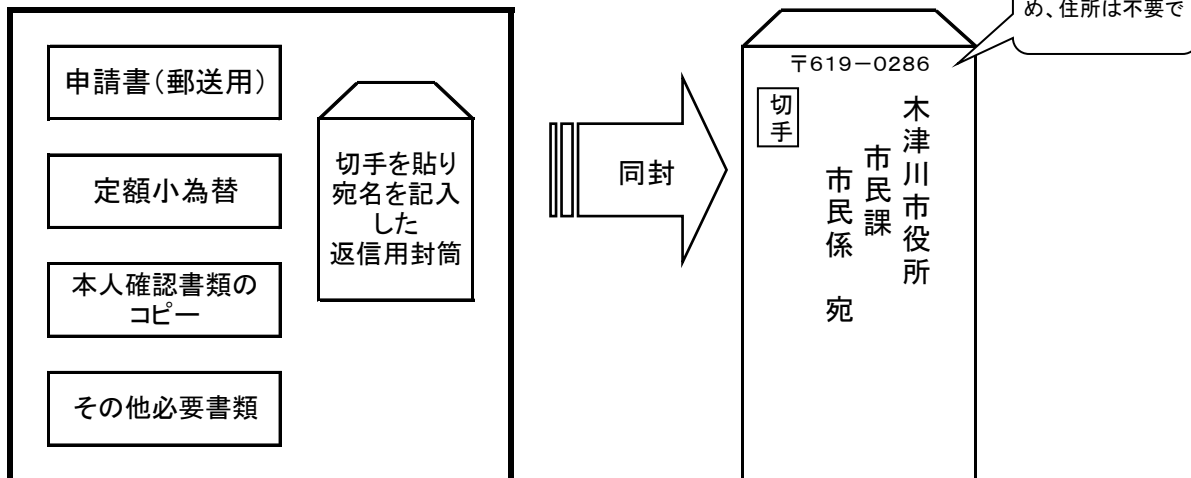 申請書(郵送用)
定額小為替
本人確認書類の
コピー
その他必要書類
切手を貼り
宛名を記入
した
返信用封筒
同封
め、住所は不要で
〒619-0286
切手
木津川市役所
市民課
市民係 宛